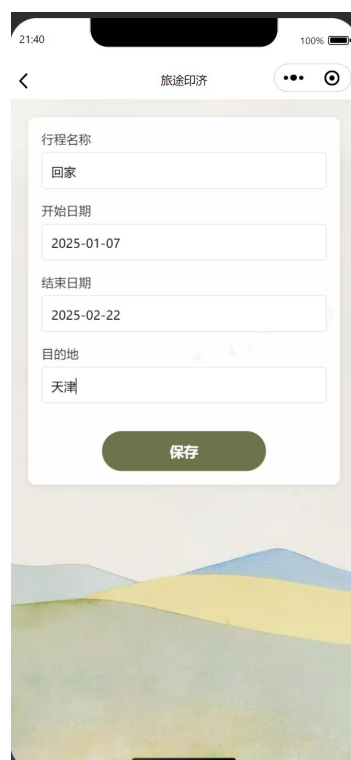 21:40
100%
旅途印济
行程名称
回家
开始日期
2025-01-07
结束日期
2025-02-22
目的地
天津
保存